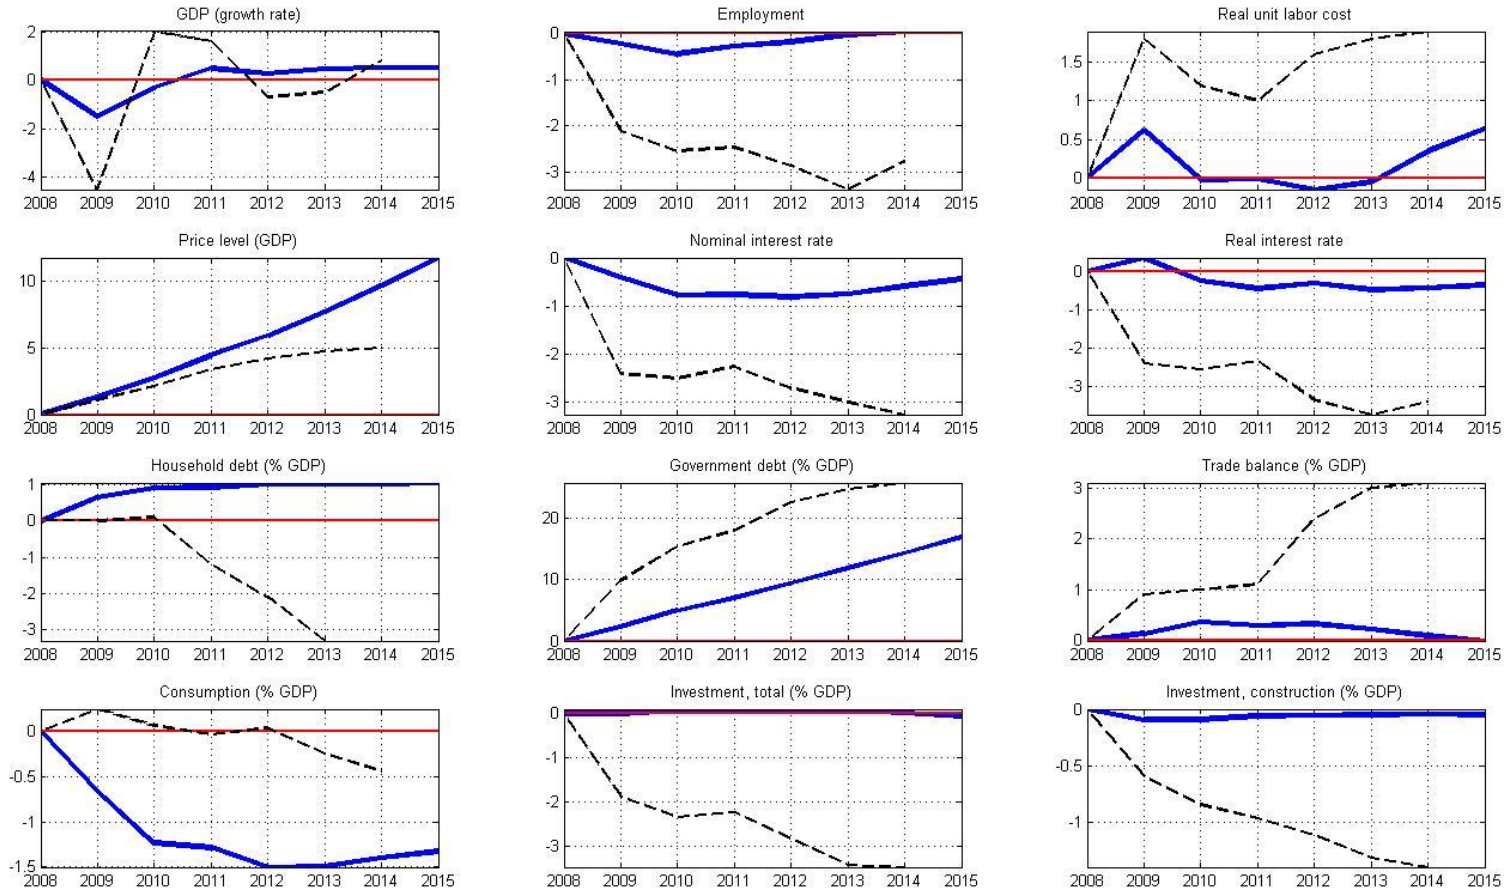 GDP (growth rate)
2
0
-2
-4
2008 2009 2010 2011 2012 2013 2014 2015
Employment
0
-1
-2
-3
2008 2009 2010 2011 2012 2013 2014 2015
Real unit labor cost
1.5
1
0.5
0
2008 2009 2010 2011 2012 2013 2014 2015
Price level (GDP)
10
5
0
2008 2009 2010 2011 2012 2013 2014 2015
Nominal interest rate
0
-1
-2
-3
2008 2009 2010 2011 2012 2013 2014 2015
Real interest rate
0
-1
-2
-3
2008 2009 2010 2011 2012 2013 2014 2015
Household debt (% GDP)
1
0
-1
-2
-3
2008 2009 2010 2011 2012 2013 2014 2015
Government debt (% GDP)
20
10
0
2008 2009 2010 2011 2012 2013 2014 2015
Trade balance (% GDP)
3
2
1
0
2008 2009 2010 2011 2012 2013 2014 2015
Consumption (% GDP)
0
-0.5
-1
-1.5
2008 2009 2010 2011 2012 2013 2014 2015
Investment, total (% GDP)
0
-1
-2
-3
2008 2009 2010 2011 2012 2013 2014 2015
Investment, construction (% GDP)
0
-0.5
-1
2008 2009 2010 2011 2012 2013 2014 2015